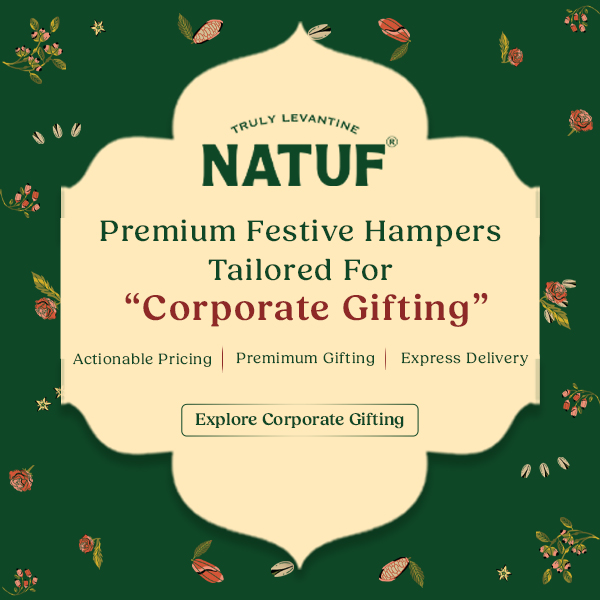 TRULY LEVANTINE
NATUF®
Premium Festive Hampers
Tailored For
“Corporate Gifting”
Actionable Pricing | Premimum Gifting | Express Delivery
Explore Corporate Gifting